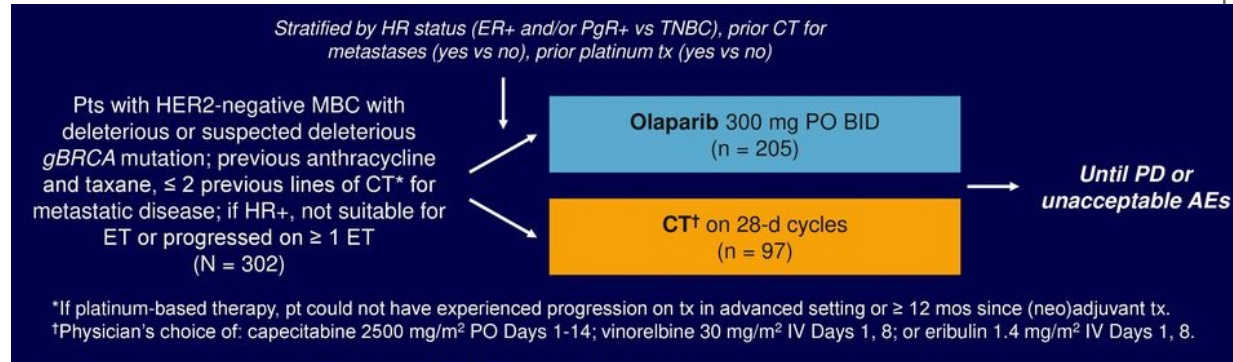 Stratified by HR status (ER+ and/or PgR+ vs TNBC), prior CT for
metastases (yes vs no), prior platinum tx (yes vs no)
Pts with HER2-negative MBC with
deleterious or suspected deleterious
gBRCA mutation; previous anthracycline
and taxane, ≤ 2 previous lines of CT* for
metastatic disease; if HR+, not suitable for
ET or progressed on ≥ 1 ET
(N = 302)
Olaparib 300 mg PO BID
(n = 205)
CT† on 28-d cycles
(n = 97)
Until PD or
unacceptable AEs
*If platinum-based therapy, pt could not have experienced progression on tx in advanced setting or ≥ 12 mos since (neo)adjuvant tx.
†Physician's choice of: capecitabine 2500 mg/m² PO Days 1-14; vinorelbine 30 mg/m² IV Days 1, 8; or eribulin 1.4 mg/m² IV Days 1, 8.